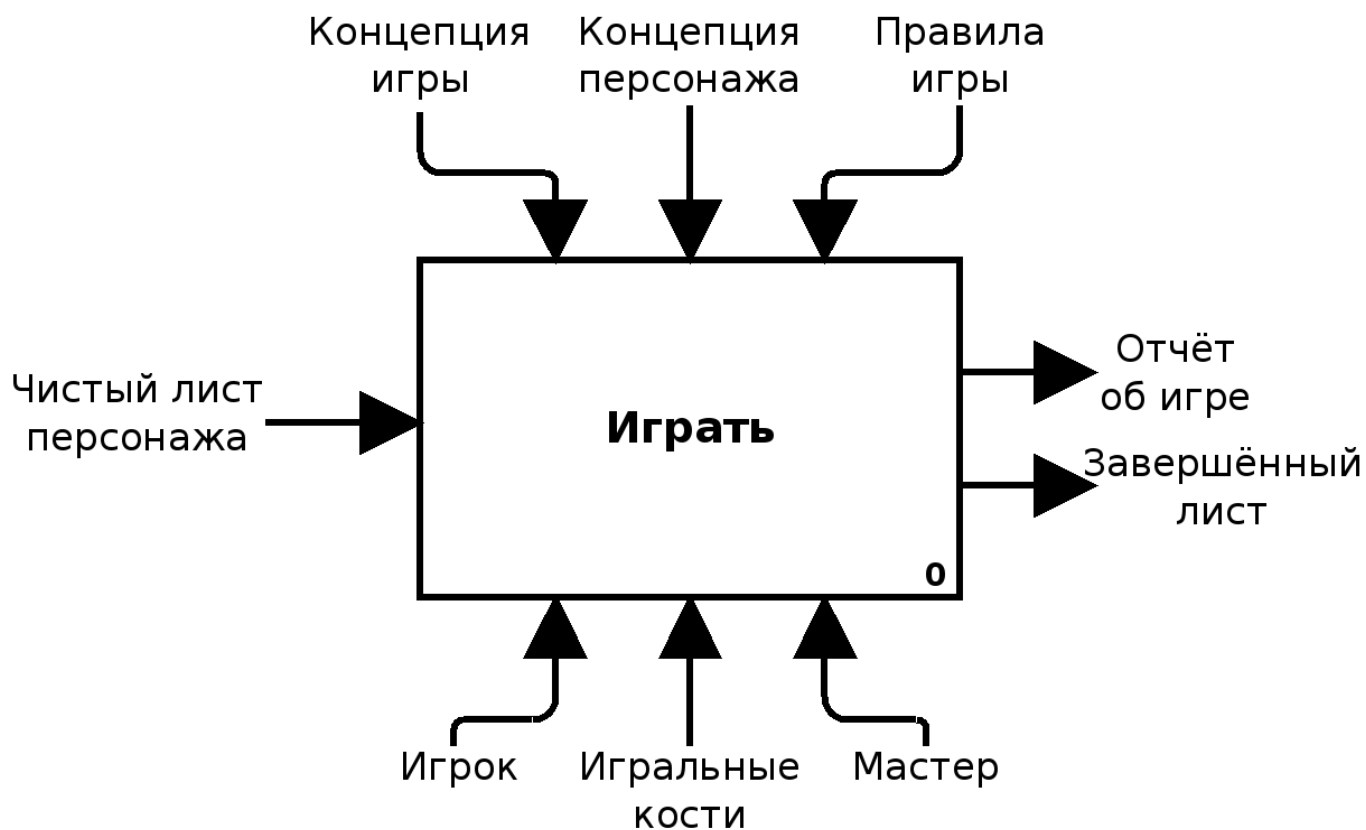 Концепция
игры
Концепция
персонажа
Правила
игры
Чистый лист
персонажа
Играть
0
Отчёт
об игре
Завершённый
лист
Игрок
Игральные
кости
Мастер